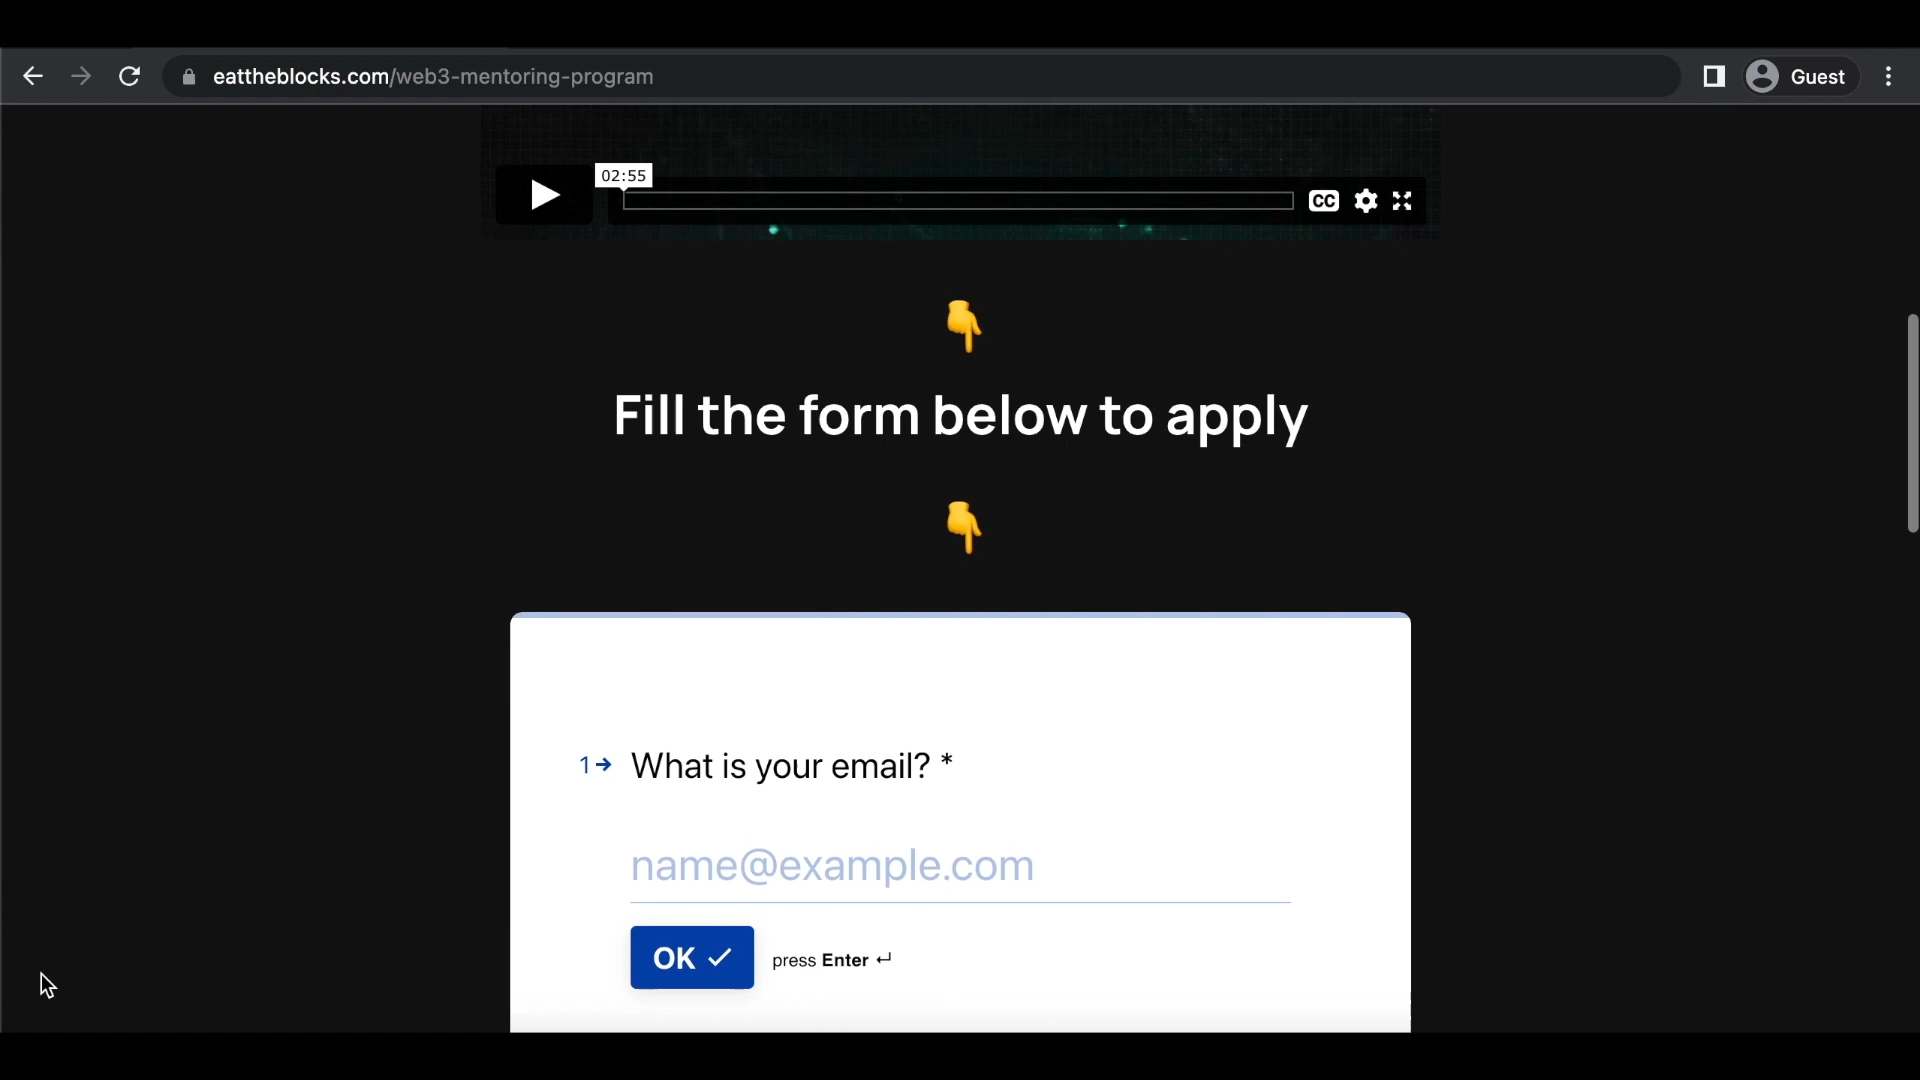 eattheblocks.com/web3-mentoring-program
Guest
02:55
CC
Fill the form below to apply
1 What is your email? *
name@example.com
OK press Enter